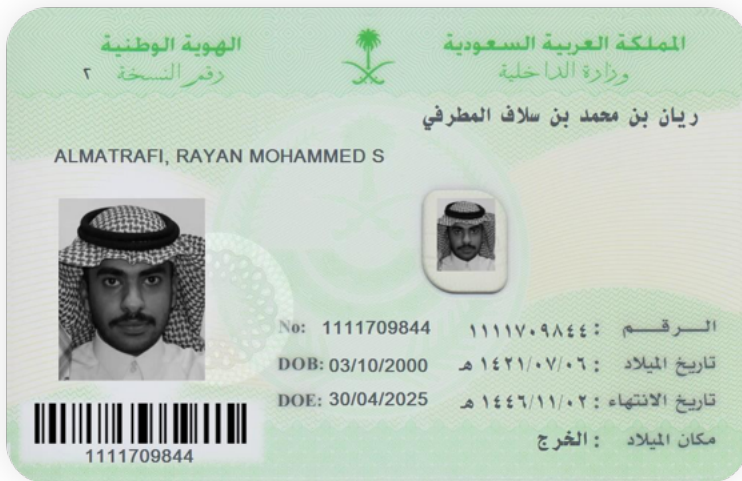 المملكة العربية السعودية
وزارة الداخلية
الهوية الوطنية
رقم النسخة ٢
ريان بن محمد بن سلاف المطرفي
ALMATRAFI, RAYAN MOHAMMED S
الرقم : ١١١١٧٠٩٨٤٤ No: 1111709844
تاريخ الميلاد : ١٤٢١/٠٧/٠٦ هـ DOB: 03/10/2000
تاريخ الانتهاء : ١٤٤٦/١١/٠٢ هـ DOE: 30/04/2025
مكان الميلاد : الخرج
1111709844